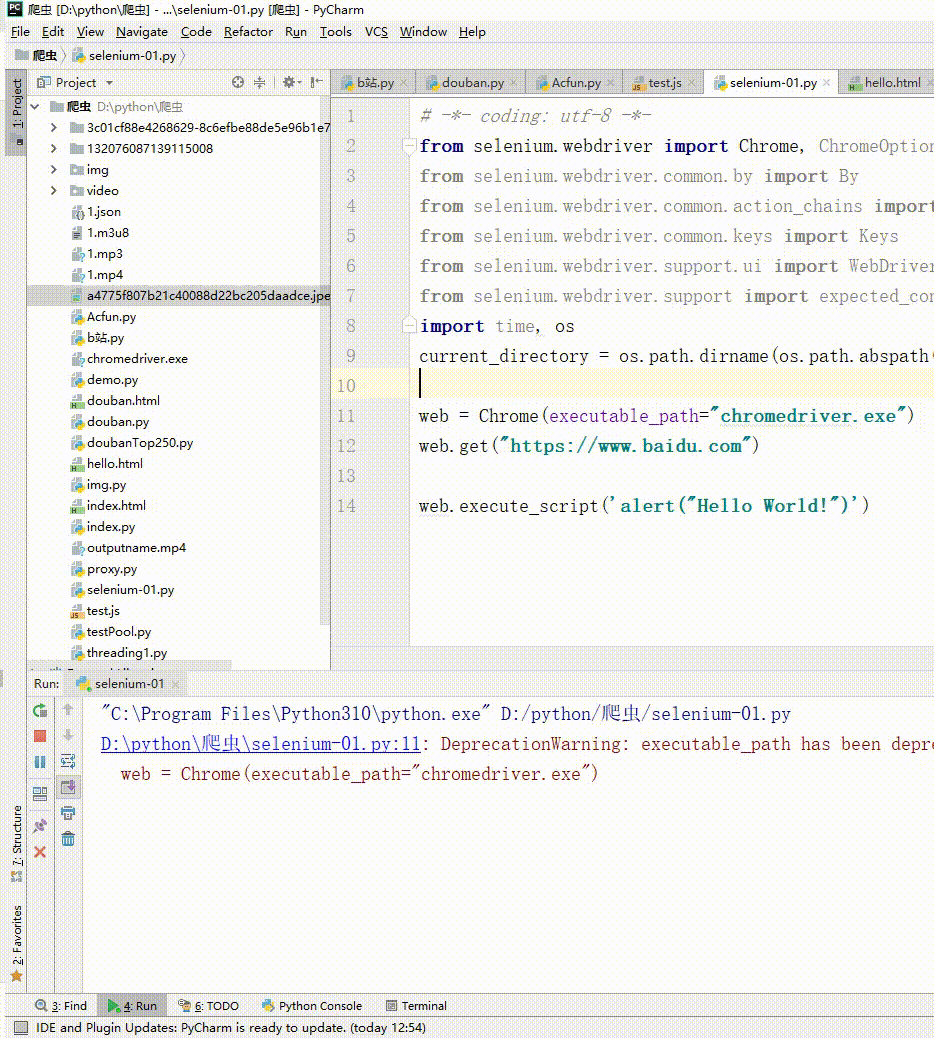 爬虫 [D:\python\爬虫] - ...\selenium-01.py [爬虫] - PyCharm
File Edit View Navigate Code Refactor Run Tools VCS Window Help
爬虫 selenium-01.py
1: Project
Project
b站.py douban.py Acfun.py test.js selenium-01.py hello.html
爬虫 D:\python\爬虫
3c01cf88e4268629-8c6efbe88de5e96b1e7
132076087139115008
img
video
1.json
1.m3u8
1.mp3
1.mp4
a4775f807b21c40088d22bc205daadce.jpe
Acfun.py
b站.py
chromedriver.exe
demo.py
douban.html
douban.py
doubanTop250.py
hello.html
img.py
index.html
index.py
outputname.mp4
proxy.py
selenium-01.py
test.js
testPool.py
threading1.py
1 # -*- coding: utf-8 -*-
2 from selenium.webdriver import Chrome, ChromeOption
3 from selenium.webdriver.common.by import By
4 from selenium.webdriver.common.action_chains import
5 from selenium.webdriver.common.keys import Keys
6 from selenium.webdriver.support.ui import WebDriver
7 from selenium.webdriver.support import expected_con
8 import time, os
9 current_directory = os.path.dirname(os.path.abspath(
10
11 web = Chrome(executable_path="chromedriver.exe")
12 web.get("https://www.baidu.com")
13
14 web.execute_script('alert("Hello World!")')
Run: selenium-01
"C:\Program Files\Python310\python.exe" D:/python/爬虫/selenium-01.py
D:\python\爬虫\selenium-01.py:11: DeprecationWarning: executable_path has been depre
web = Chrome(executable_path="chromedriver.exe")
7: Structure
2: Favorites
3: Find 4: Run 6: TODO Python Console Terminal
IDE and Plugin Updates: PyCharm is ready to update. (today 12:54)